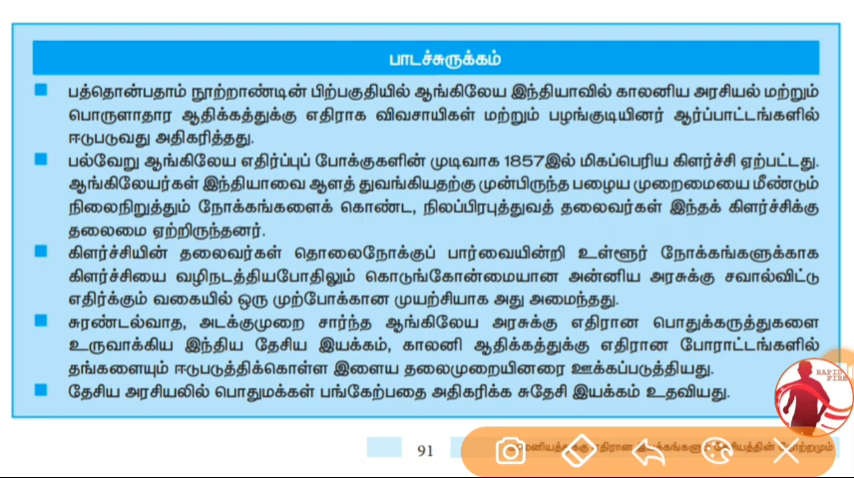 பாடச்சுருக்கம்
பத்தொன்பதாம் நூற்றாண்டின் பிற்பகுதியில் ஆங்கிலேய இந்தியாவில் காலனிய அரசியல் மற்றும்
பொருளாதார ஆதிக்கத்துக்கு எதிராக விவசாயிகள் மற்றும் பழங்குடியினர் ஆர்ப்பாட்டங்களில்
ஈடுபடுவது அதிகரித்தது.
பல்வேறு ஆங்கிலேய எதிர்ப்புப் போக்குகளின் முடிவாக 1857இல் மிகப்பெரிய கிளர்ச்சி ஏற்பட்டது.
ஆங்கிலேயர்கள் இந்தியாவை ஆளத் துவங்கியதற்கு முன்பிருந்த பழைய முறைமையை மீண்டும்
நிலைநிறுத்தும் நோக்கங்களைக் கொண்ட, நிலப்பிரபுத்துவத் தலைவர்கள் இந்தக் கிளர்ச்சிக்கு
தலைமை ஏற்றிருந்தனர்.
கிளர்ச்சியின் தலைவர்கள் தொலைநோக்குப் பார்வையின்றி உள்ளூர் நோக்கங்களுக்காக
கிளர்ச்சியை வழிநடத்தியபோதிலும் கொடுங்கோன்மையான அன்னிய அரசுக்கு சவால்விட்டு
எதிர்க்கும் வகையில் ஒரு முற்போக்கான முயற்சியாக அது அமைந்தது.
சுரண்டல்வாத, அடக்குமுறை சார்ந்த ஆங்கிலேய அரசுக்கு எதிரான பொதுக்கருத்துகளை
உருவாக்கிய இந்திய தேசிய இயக்கம், காலனி ஆதிக்கத்துக்கு எதிரான போராட்டங்களில்
தங்களையும் ஈடுபடுத்திக்கொள்ள இளைய தலைமுறையினரை ஊக்கப்படுத்தியது.
தேசிய அரசியலில் பொதுமக்கள் பங்கேற்பதை அதிகரிக்க சுதேசி இயக்கம் உதவியது.
RAPID
FIRE
91 எதிரான